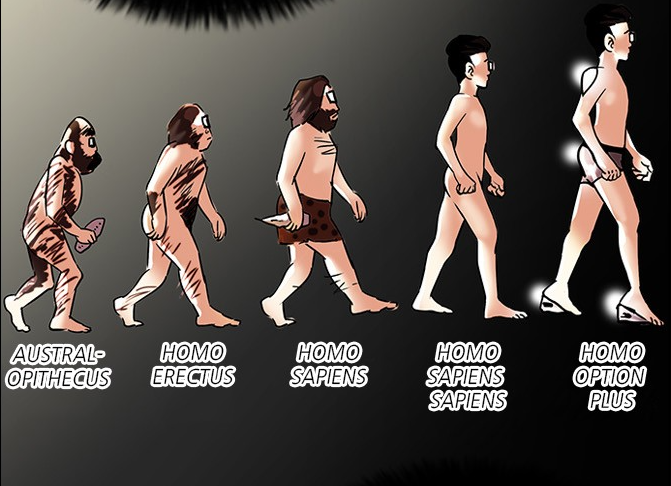 AUSTRAL-
OPITHECUS
HOMO
ERECTUS
HOMO
SAPIENS
HOMO
SAPIENS
SAPIENS
HOMO
OPTION
PLUS